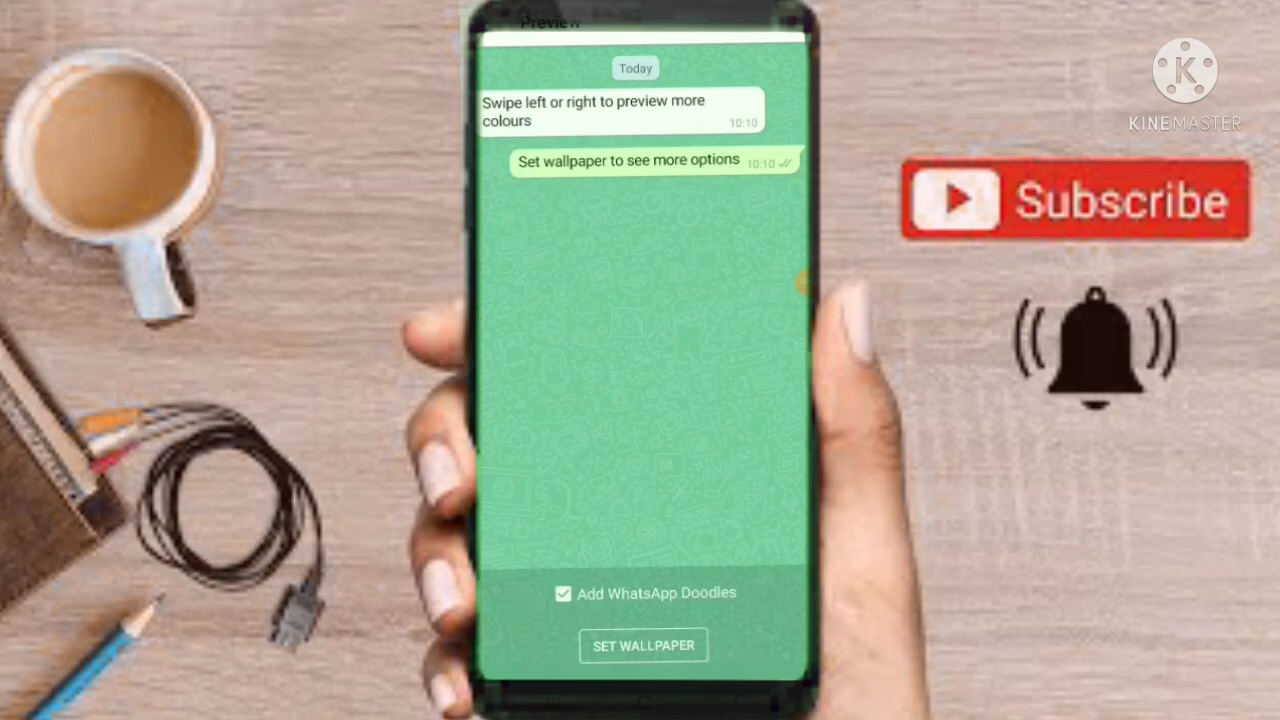 Preview
Today
Swipe left or right to preview more
colours
10:10
Set wallpaper to see more options 10:10
Add WhatsApp Doodles
SET WALLPAPER
K
KINEMASTER
Subscribe